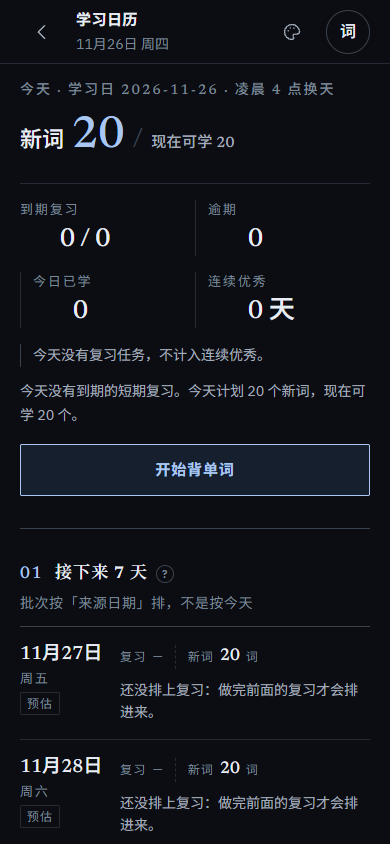 学习日历
11月26日 周四
词
今天 · 学习日 2026-11-26 · 凌晨 4 点换天
新词 20 / 现在可学 20
到期复习
0 / 0
逾期
0
今日已学
0
连续优秀
0 天
今天没有复习任务，不计入连续优秀。
今天没有到期的短期复习。今天计划 20 个新词，现在可
学 20 个。
开始背单词
01 接下来 7 天 ?
批次按「来源日期」排，不是按今天
11月27日
周五
预估
复习 — 新词 20 词
还没排上复习：做完前面的复习才会排
进来。
11月28日
周六
预估
复习 — 新词 20 词
还没排上复习：做完前面的复习才会排
进来。